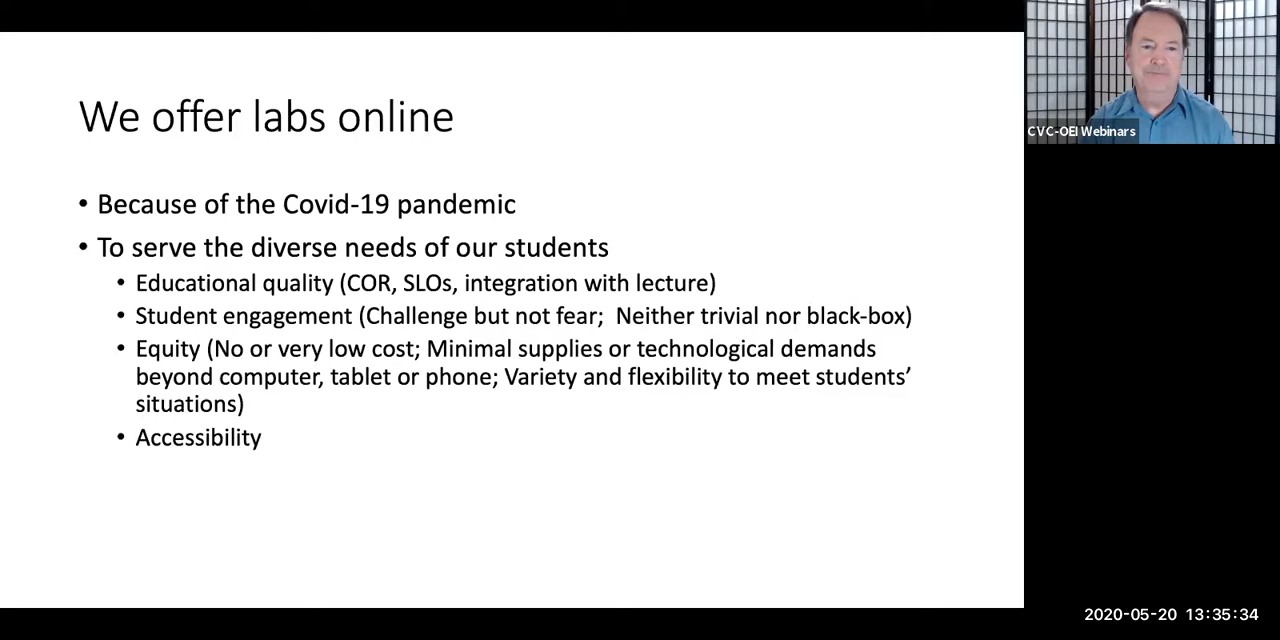 We offer labs online
• Because of the Covid-19 pandemic
• To serve the diverse needs of our students
• Educational quality (COR, SLOs, integration with lecture)
• Student engagement (Challenge but not fear;  Neither trivial nor black-box)
• Equity (No or very low cost; Minimal supplies or technological demands
beyond computer, tablet or phone; Variety and flexibility to meet students’
situations)
• Accessibility
CVC-OEI Webinars
2020-05-20 13:35:34